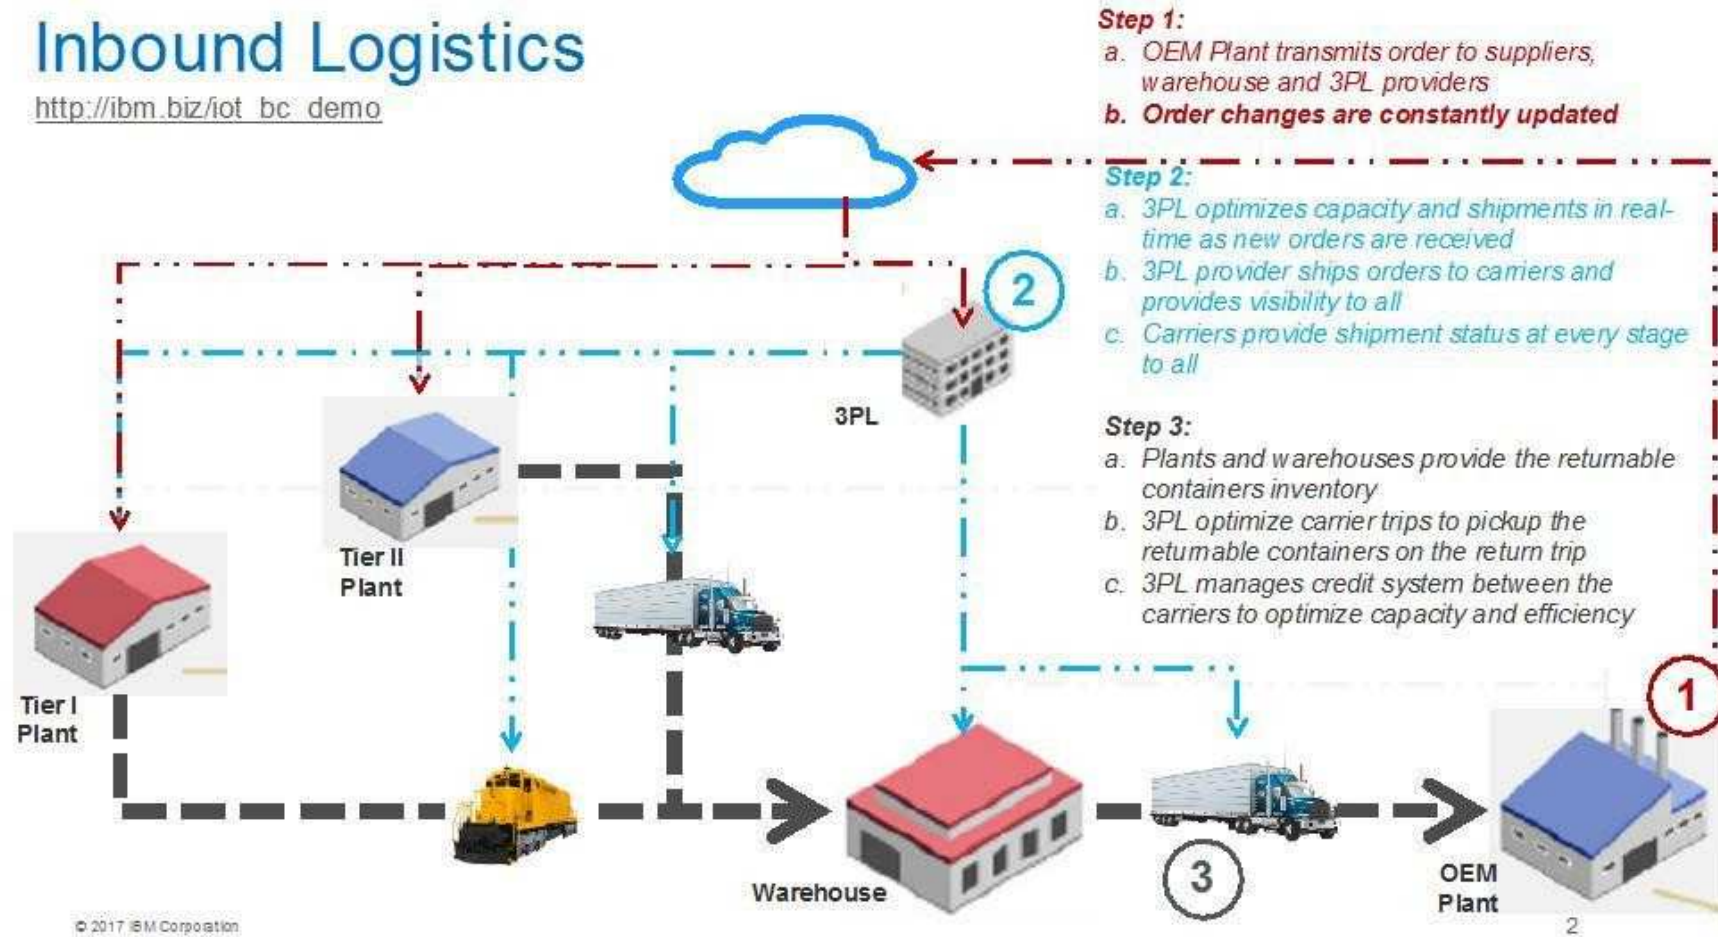 Inbound Logistics
http://ibm.biz/iot_bc_demo
Step 1:
a. OEM Plant transmits order to suppliers,
warehouse and 3PL providers
b. Order changes are constantly updated
Step 2:
a. 3PL optimizes capacity and shipments in real-
time as new orders are received
b. 3PL provider ships orders to carriers and
provides visibility to all
c. Carriers provide shipment status at every stage
to all
Step 3:
a. Plants and warehouses provide the returnable
containers inventory
b. 3PL optimize carrier trips to pickup the
returnable containers on the return trip
c. 3PL manages credit system between the
carriers to optimize capacity and efficiency
2
3PL
Tier II
Plant
Tier I
Plant
1
Warehouse
3
OEM
Plant
© 2017 IBM Corporation
2